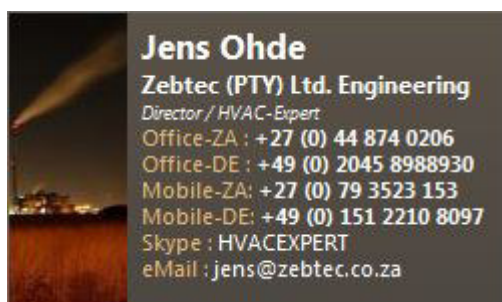 Jens Ohde
Zebtec (PTY) Ltd. Engineering
Director / HVAC-Expert
Office-ZA : +27 (0) 44 874 0206
Office-DE : +49 (0) 2045 8988930
Mobile-ZA: +27 (0) 79 3523 153
Mobile-DE: +49 (0) 151 2210 8097
Skype : HVACEXPERT
eMail : jens@zebtec.co.za